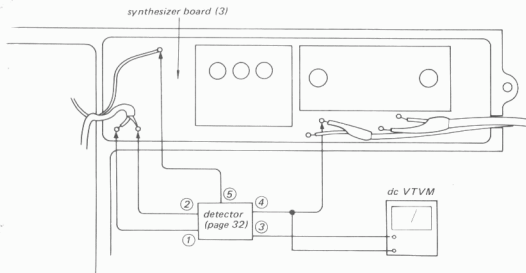 synthesizer board (3)
dc VTVM
⑤
② ④
detector
(page 32)
③
①